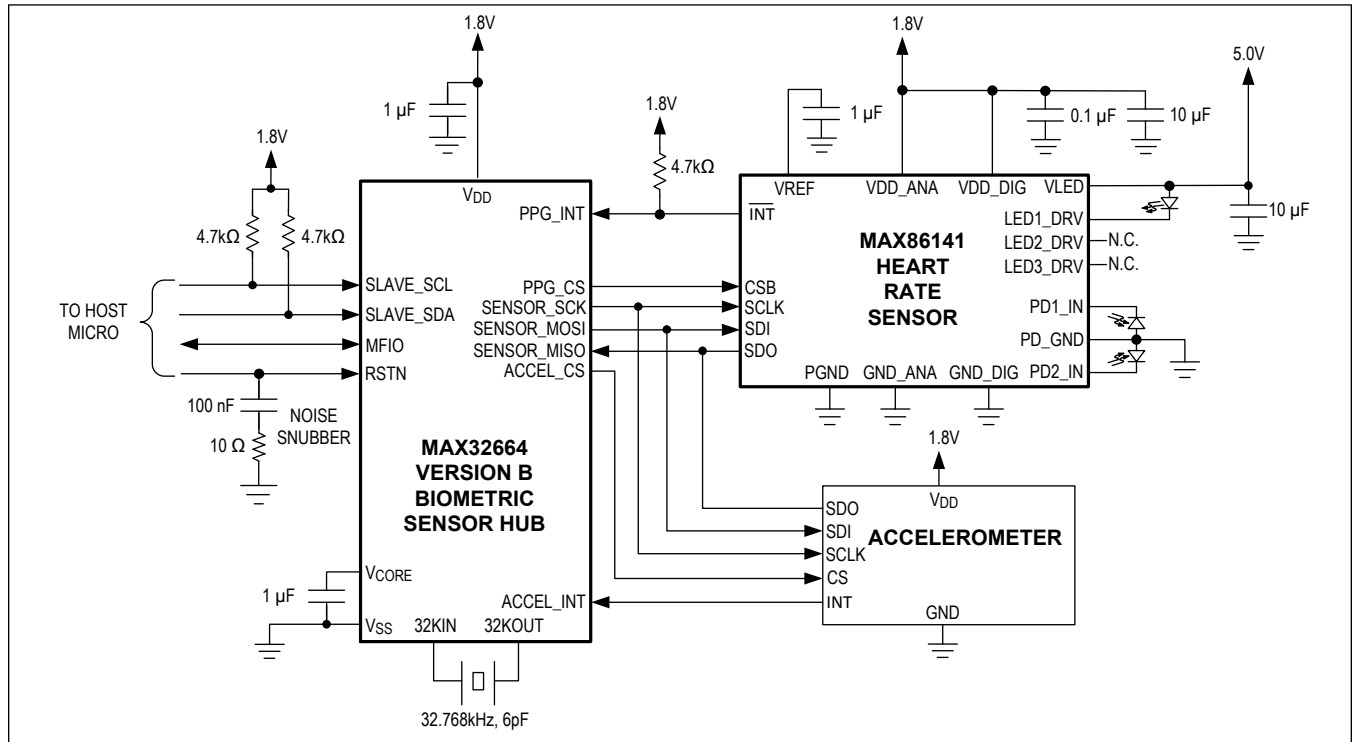 1.8V
1.8V
5.0V
1 µF
1.8V
1 µF
0.1 µF
10 µF
1.8V
4.7kΩ
4.7kΩ
4.7kΩ
10 µF
TO HOST
MICRO
100 nF
10 Ω
NOISE
SNUBBER
VDD
PPG_INT
SLAVE_SCL
SLAVE_SDA
MFIO
RSTN
PPG_CS
SENSOR_SCK
SENSOR_MOSI
SENSOR_MISO
ACCEL_CS
MAX32664
VERSION B
BIOMETRIC
SENSOR HUB
VCORE
1 µF
VSS
32KIN
32KOUT
ACCEL_INT
32.768kHz, 6pF
VREF
VDD_ANA
VDD_DIG
VLED
INT
LED1_DRV
LED2_DRV
N.C.
LED3_DRV
N.C.
MAX86141
HEART
RATE
SENSOR
CSB
SCLK
SDI
SDO
PD1_IN
PD_GND
PD2_IN
PGND
GND_ANA
GND_DIG
1.8V
VDD
SDO
SDI
SCLK
CS
INT
ACCELEROMETER
GND